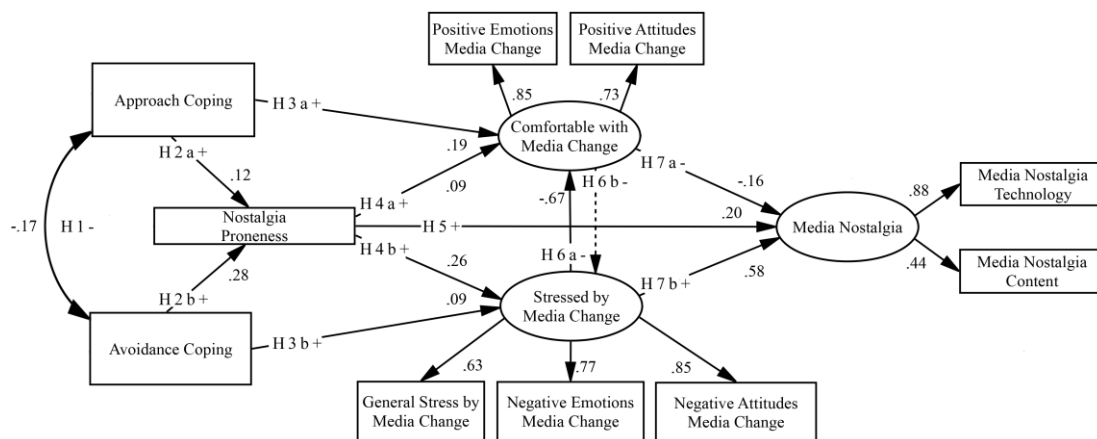 Positive Emotions
Media Change
Positive Attitudes
Media Change
Approach Coping
H 3 a +
.85
.73
Comfortable with
Media Change
H 2 a +
.19
H 7 a -
H 6 b -
.12
H 4 a +
.09
-.67
-.16
.88
Media Nostalgia
Technology
-.17
H 1 -
Nostalgia
Proneness
H 5 +
.20
Media Nostalgia
H 4 b +
.28
.26
H 6 a -
.58
.44
Media Nostalgia
Content
H 2 b +
.09
H 7 b +
Stressed by
Media Change
Avoidance Coping
H 3 b +
.63
.77
.85
General Stress by
Media Change
Negative Emotions
Media Change
Negative Attitudes
Media Change